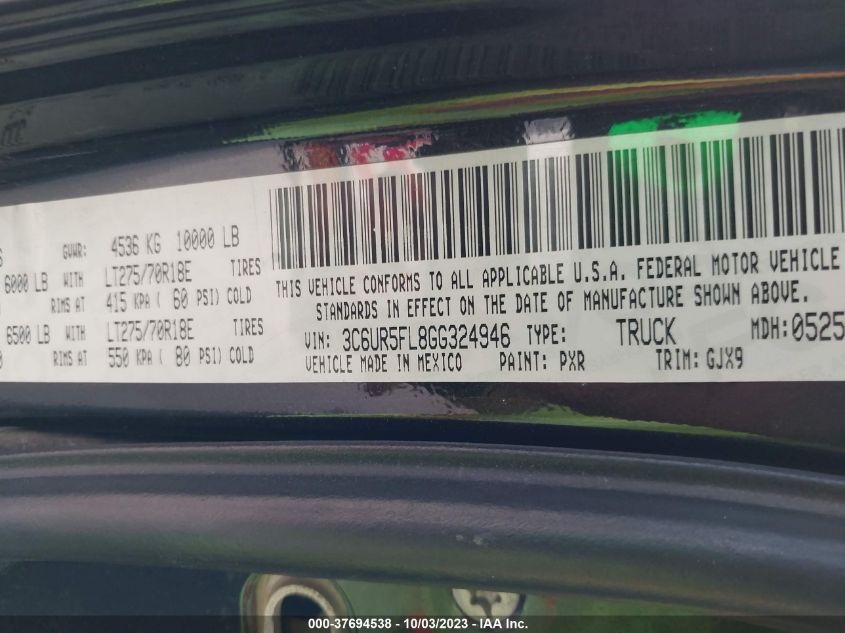 GVWR: 4536 KG 10000 LB
6000 LB WITH LT275/70R18E TIRES
RIMS AT 415 KPA ( 60 PSI) COLD
6500 LB WITH LT275/70R18E TIRES
RIMS AT 550 KPA ( 80 PSI) COLD
THIS VEHICLE CONFORMS TO ALL APPLICABLE U.S.A. FEDERAL MOTOR VEHICLE
STANDARDS IN EFFECT ON THE DATE OF MANUFACTURE SHOWN ABOVE.
VIN: 3C6UR5FL8GG324946 TYPE: TRUCK MDH:0525
VEHICLE MADE IN MEXICO PAINT: PXR TRIM: GJX9
000-37694538 - 10/03/2023 - IAA Inc.